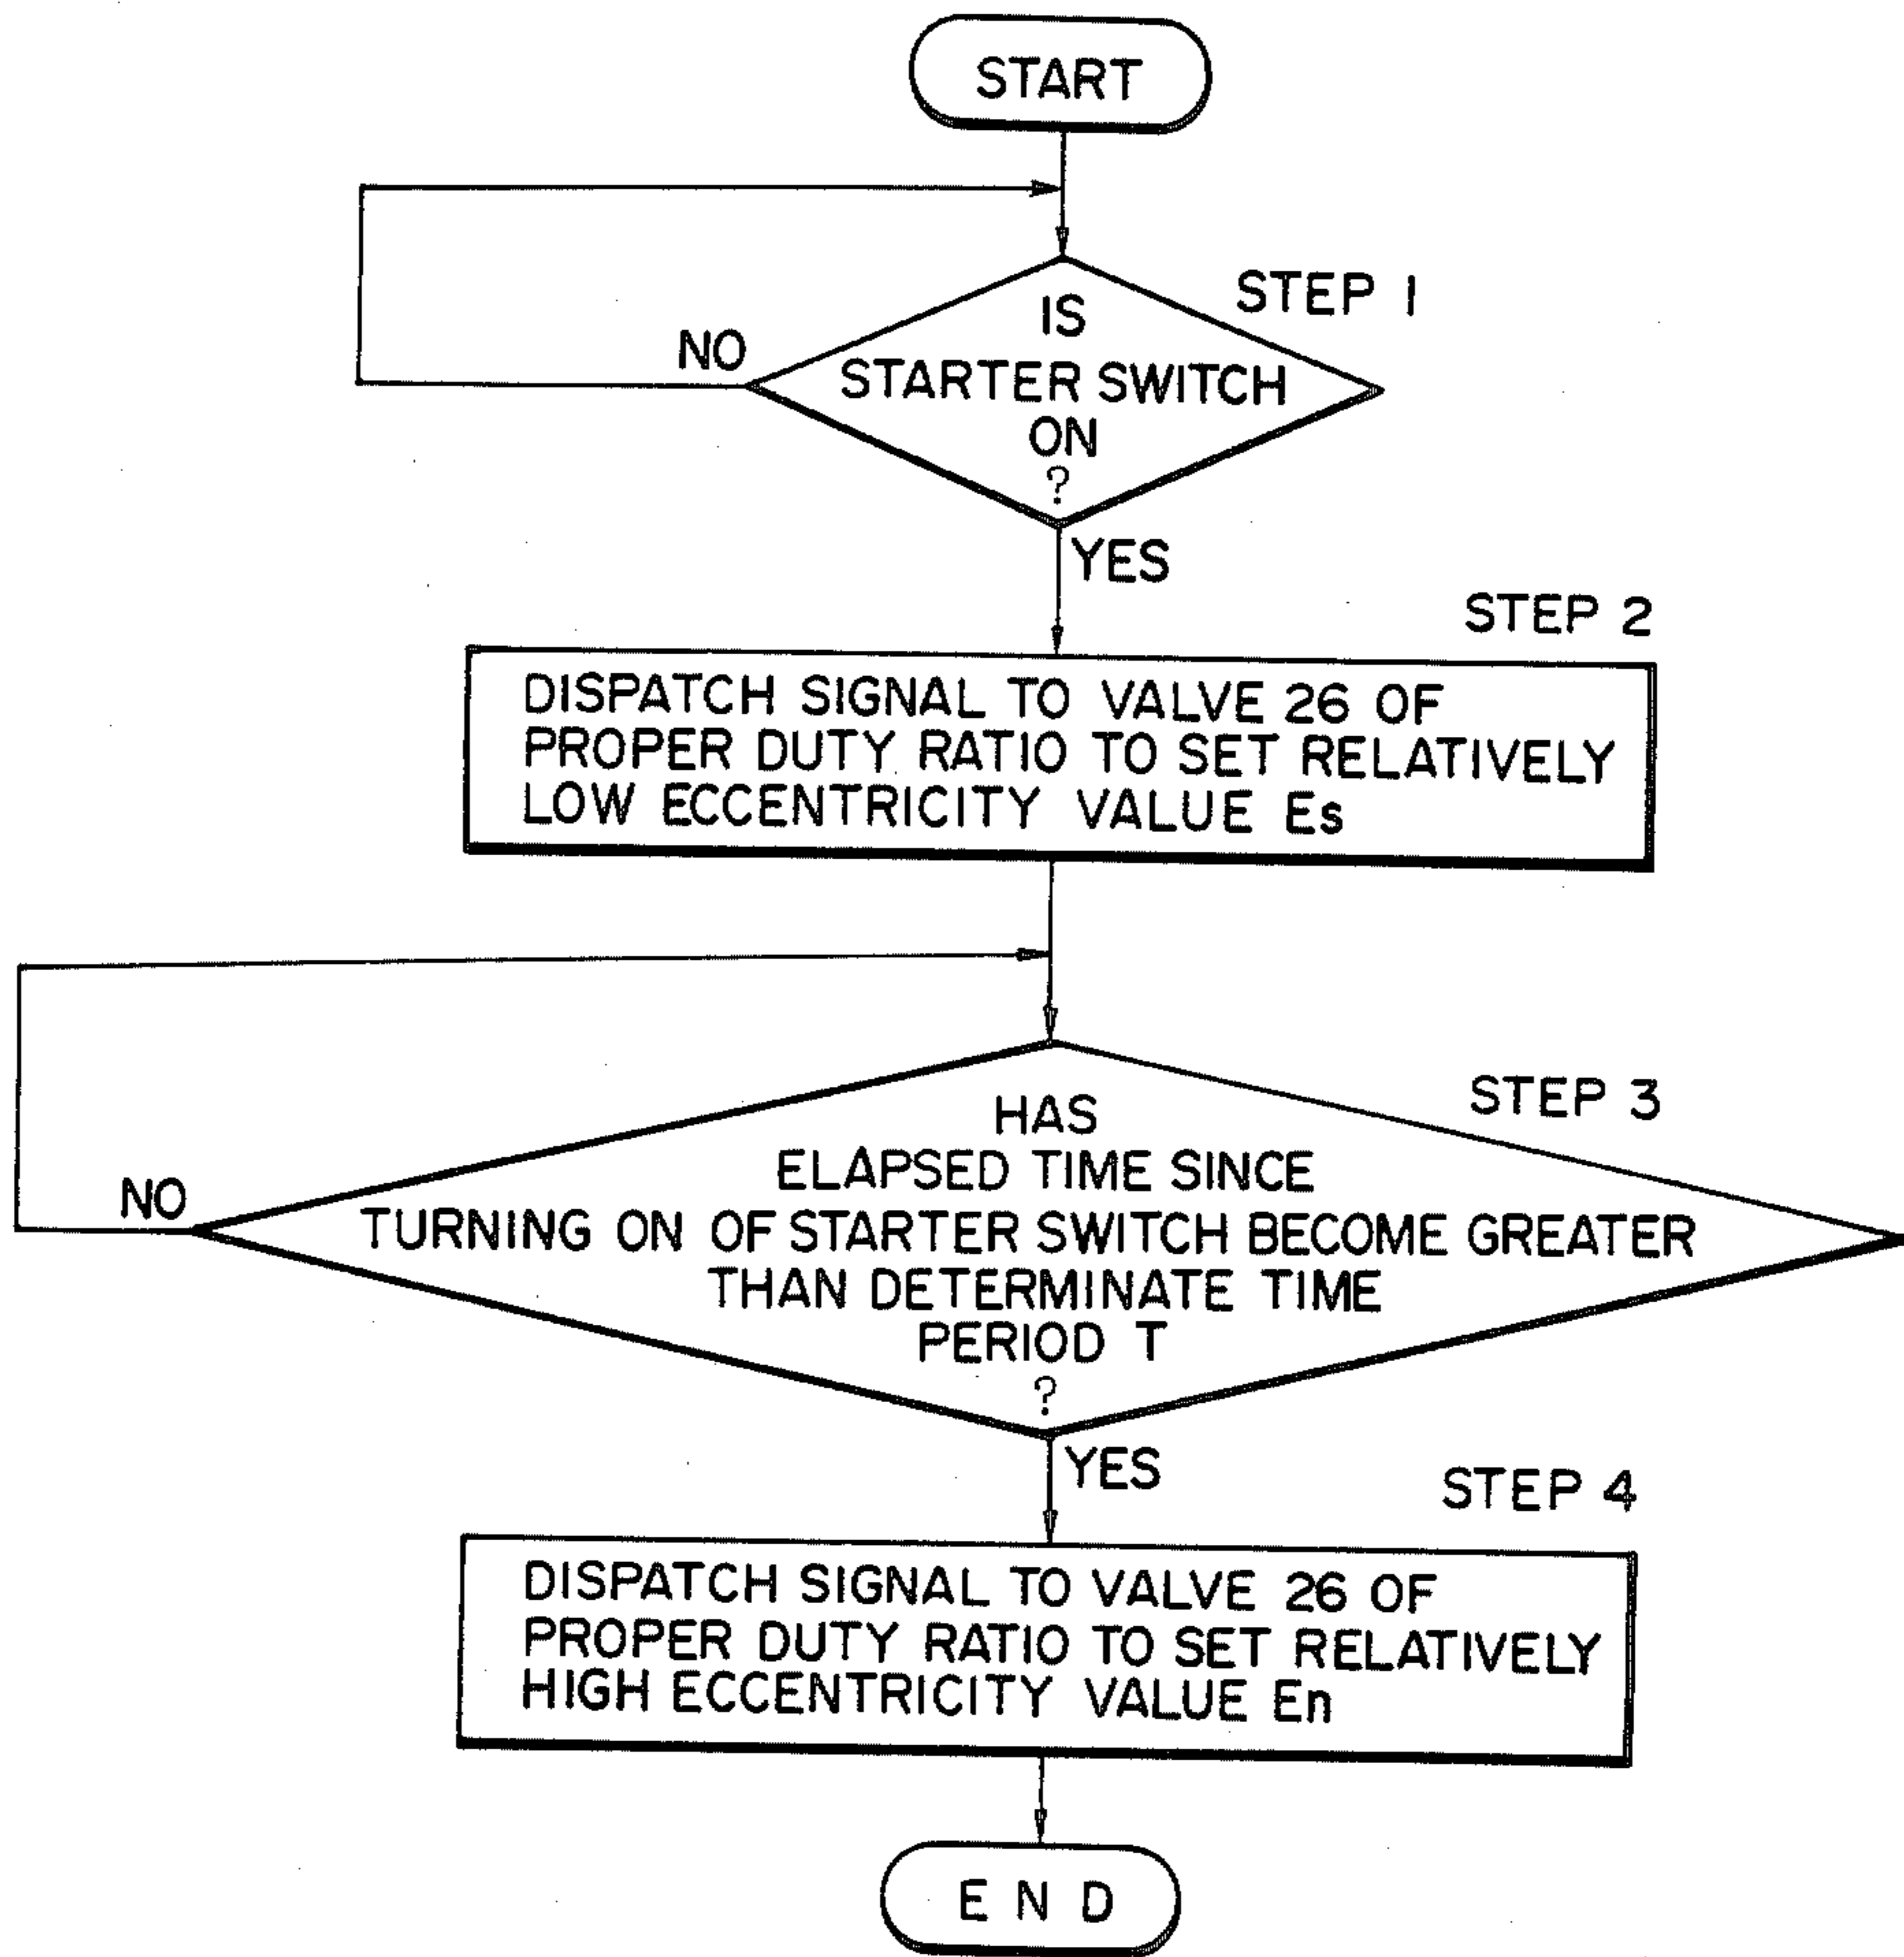 START
STEP 1
IS
STARTER SWITCH
ON
?
NO
YES
STEP 2
DISPATCH SIGNAL TO VALVE 26 OF
PROPER DUTY RATIO TO SET RELATIVELY
LOW ECCENTRICITY VALUE Es
STEP 3
HAS
ELAPSED TIME SINCE
TURNING ON OF STARTER SWITCH BECOME GREATER
THAN DETERMINATE TIME
PERIOD T
?
NO
YES
STEP 4
DISPATCH SIGNAL TO VALVE 26 OF
PROPER DUTY RATIO TO SET RELATIVELY
HIGH ECCENTRICITY VALUE En
END